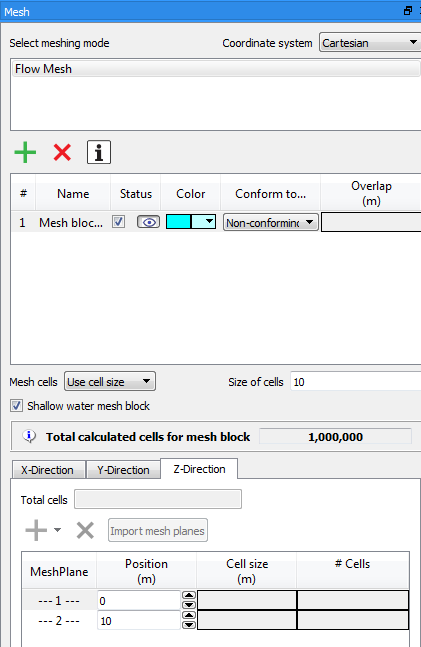 Mesh
Select meshing mode Coordinate system Cartesian
Flow Mesh
# Name Status Color Conform to... Overlap (m)
1 Mesh bloc... Non-conforming
Mesh cells Use cell size Size of cells 10
Shallow water mesh block
Total calculated cells for mesh block 1,000,000
X-Direction Y-Direction Z-Direction
Total cells
Import mesh planes
MeshPlane Position (m) Cell size (m) # Cells
--- 1 --- 0
--- 2 --- 10